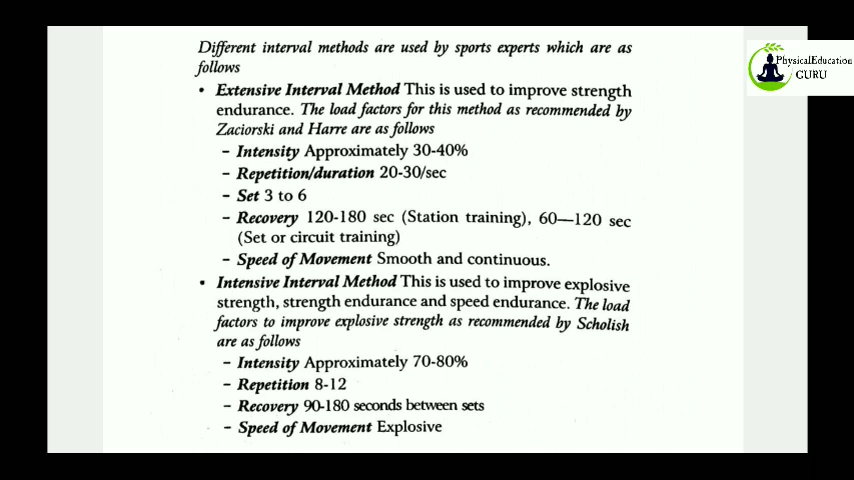 Different interval methods are used by sports experts which are as
follows
• Extensive Interval Method This is used to improve strength
endurance. The load factors for this method as recommended by
Zaciorski and Harre are as follows
– Intensity Approximately 30-40%
– Repetition/duration 20-30/sec
– Set 3 to 6
– Recovery 120-180 sec (Station training), 60—120 sec
(Set or circuit training)
– Speed of Movement Smooth and continuous.
• Intensive Interval Method This is used to improve explosive
strength, strength endurance and speed endurance. The load
factors to improve explosive strength as recommended by Scholish
are as follows
– Intensity Approximately 70-80%
– Repetition 8-12
– Recovery 90-180 seconds between sets
– Speed of Movement Explosive
PhysicalEducation
GURU